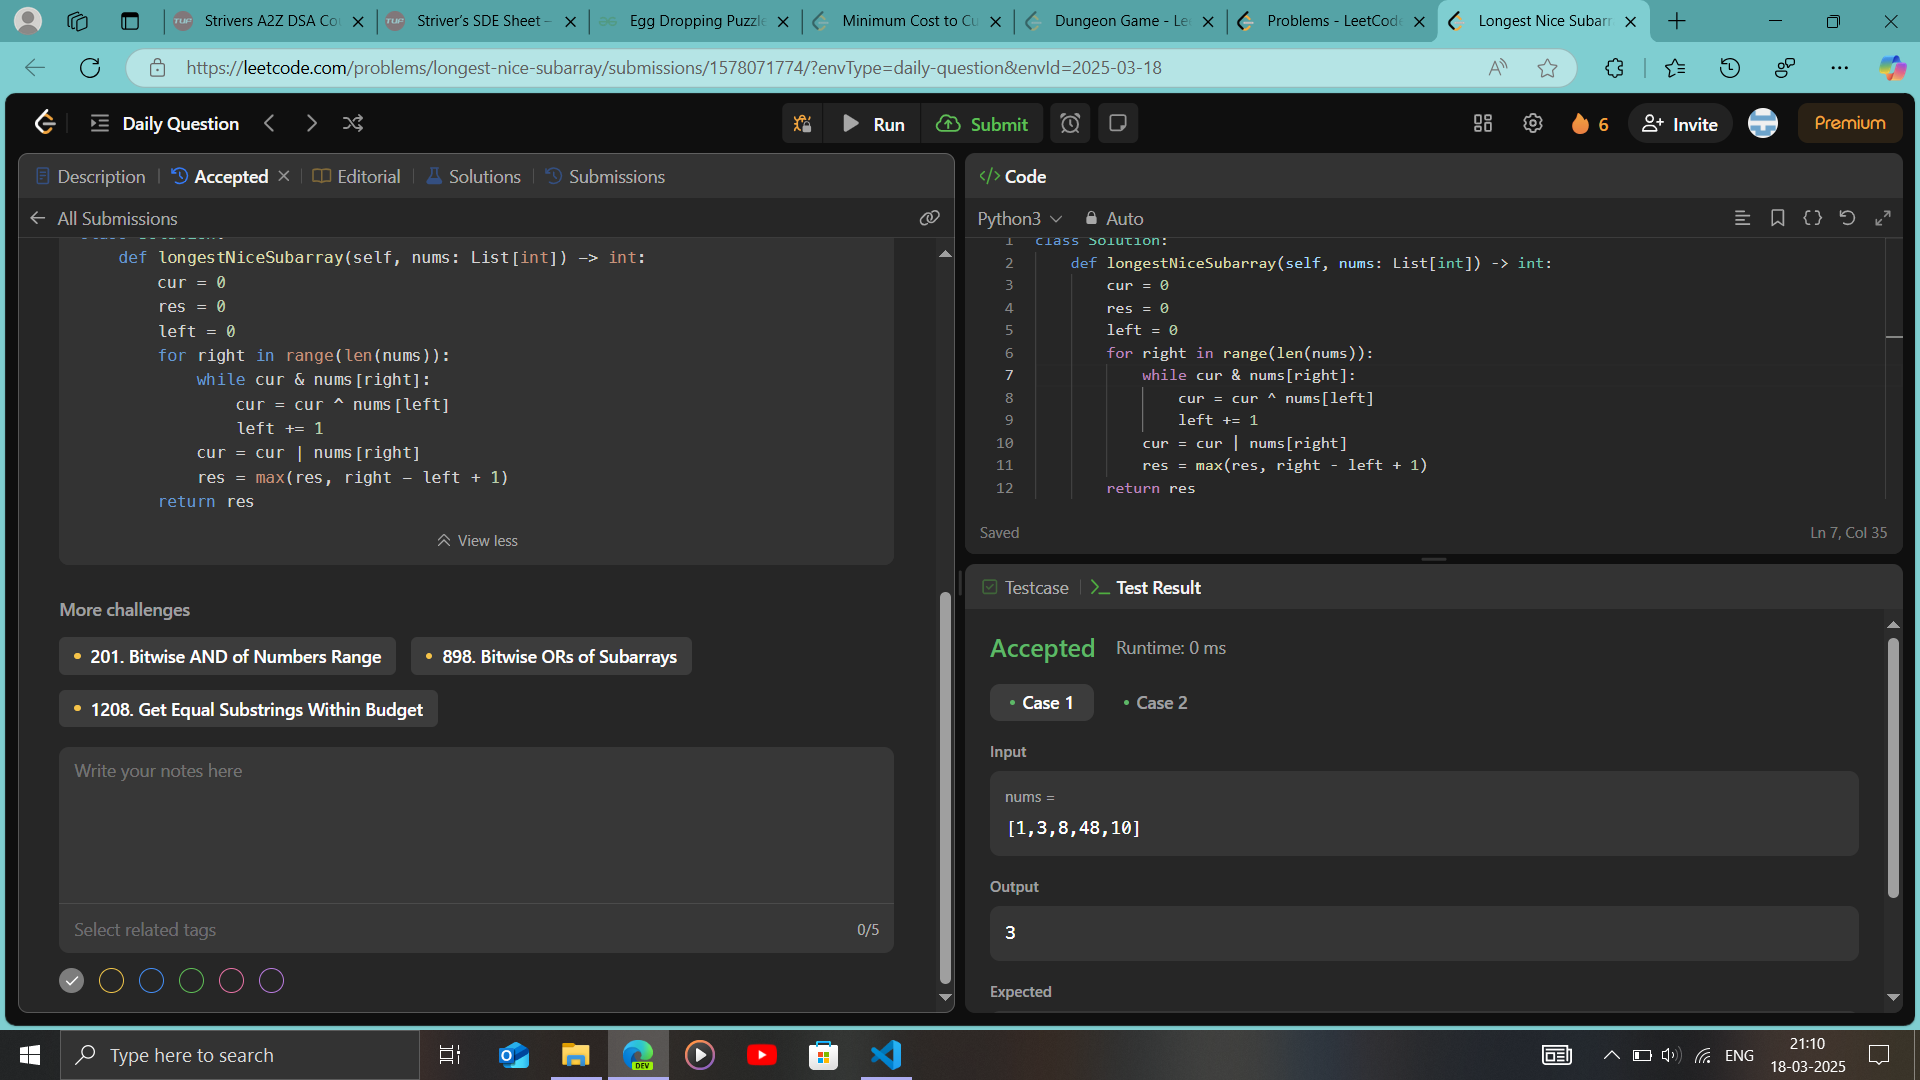 Strivers A2Z DSA Cou
Striver's SDE Sheet –
Egg Dropping Puzzle
Minimum Cost to Cu
Dungeon Game - Lee
Problems - LeetCode
Longest Nice Subarr
https://leetcode.com/problems/longest-nice-subarray/submissions/1578071774/?envType=daily-question&envId=2025-03-18
Daily Question
Run
Submit
6
Invite
Premium
Description
Accepted
Editorial
Solutions
Submissions
All Submissions
def longestNiceSubarray(self, nums: List[int]) -> int:
cur = 0
res = 0
left = 0
for right in range(len(nums)):
while cur & nums[right]:
cur = cur ^ nums[left]
left += 1
cur = cur | nums[right]
res = max(res, right - left + 1)
return res
View less
More challenges
201. Bitwise AND of Numbers Range
898. Bitwise ORs of Subarrays
1208. Get Equal Substrings Within Budget
Write your notes here
Select related tags
0/5
</> Code
Python3
Auto
1 class Solution:
2 def longestNiceSubarray(self, nums: List[int]) -> int:
3 cur = 0
4 res = 0
5 left = 0
6 for right in range(len(nums)):
7 while cur & nums[right]:
8 cur = cur ^ nums[left]
9 left += 1
10 cur = cur | nums[right]
11 res = max(res, right - left + 1)
12 return res
Saved
Ln 7, Col 35
Testcase
Test Result
Accepted
Runtime: 0 ms
Case 1
Case 2
Input
nums =
[1,3,8,48,10]
Output
3
Expected
Type here to search
DEV
ENG
21:10
18-03-2025